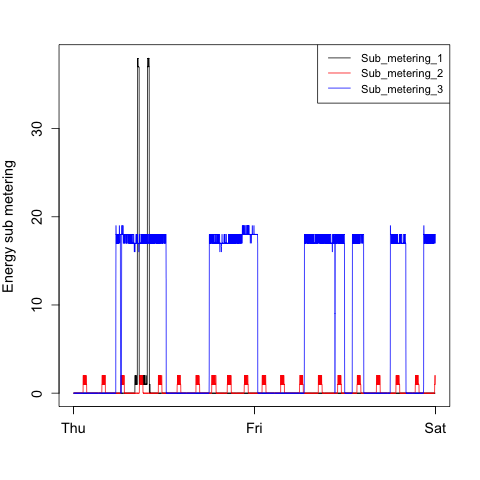 Sub_metering_1
Sub_metering_2
Sub_metering_3
Energy sub metering
30
20
10
0
Thu Fri Sat